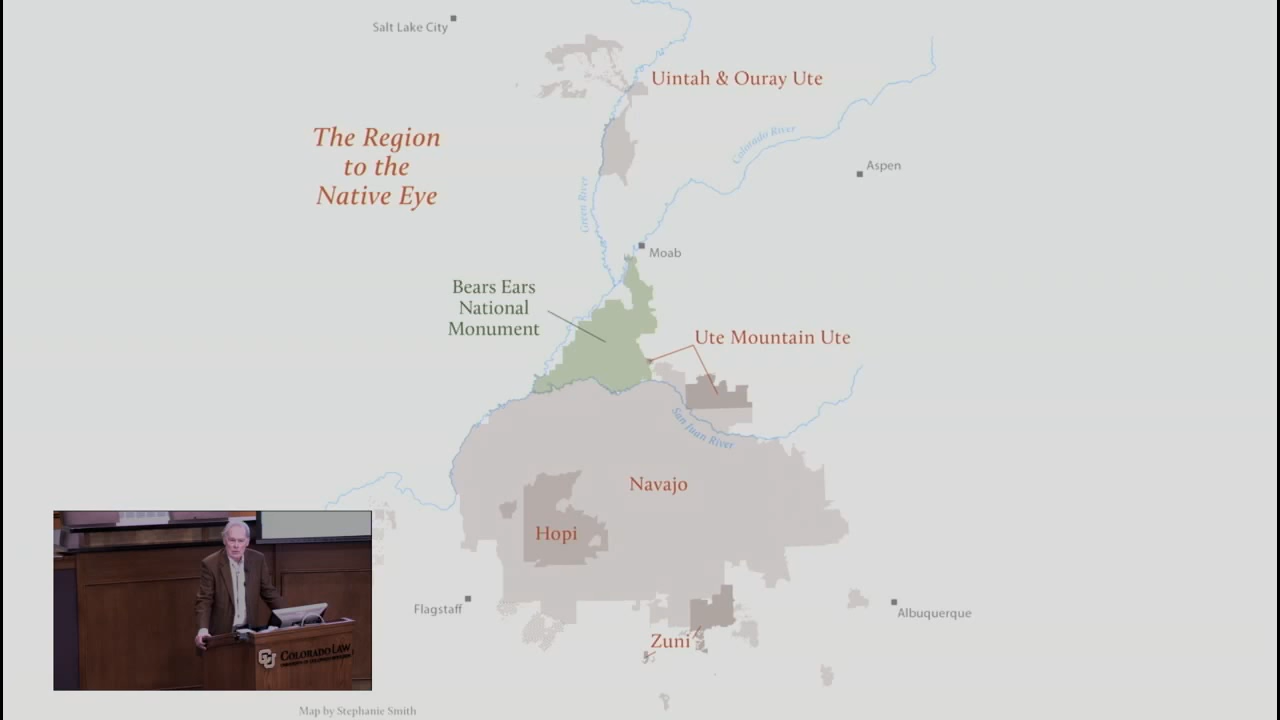 Salt Lake City
Uintah & Ouray Ute
The Region
to the
Native Eye
Colorado River
Aspen
Green River
Moab
Bears Ears
National
Monument
Ute Mountain Ute
San Juan River
Navajo
Hopi
Flagstaff
Albuquerque
Zuni
COLORADO LAW
Map by Stephanie Smith